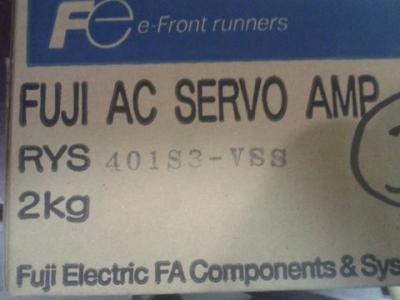 Fe e-Front runners
FUJI AC SERVO AMP
RYS 401S3-VSS
2kg
Fuji Electric FA Components & Sys